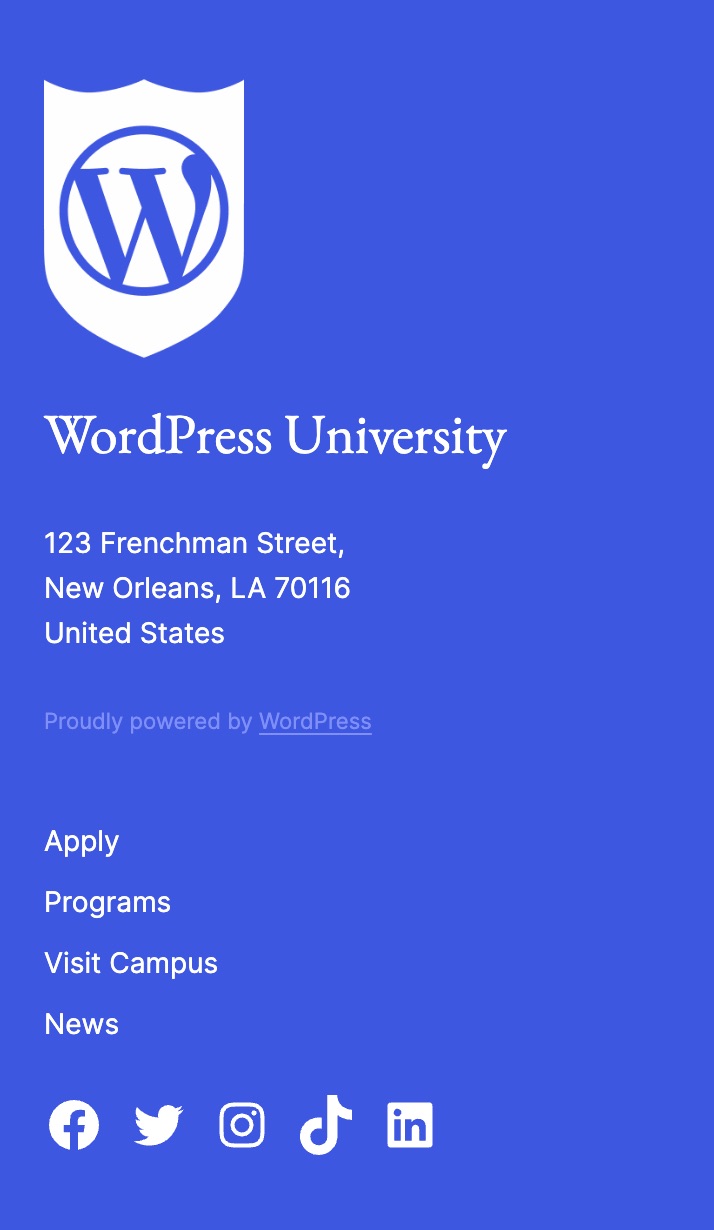 WordPress University
123 Frenchman Street,
New Orleans, LA 70116
United States
Proudly powered by WordPress
Apply
Programs
Visit Campus
News